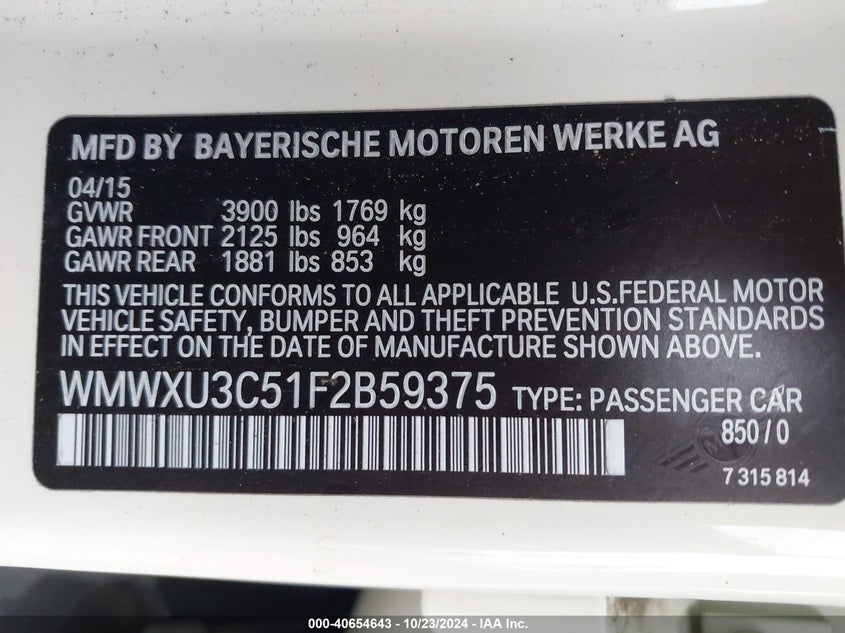 MFD BY BAYERISCHE MOTOREN WERKE AG
04/15
GVWR 3900 lbs 1769 kg
GAWR FRONT 2125 lbs 964 kg
GAWR REAR 1881 lbs 853 kg
THIS VEHICLE CONFORMS TO ALL APPLICABLE U.S.FEDERAL MOTOR
VEHICLE SAFETY, BUMPER AND THEFT PREVENTION STANDARDS
IN EFFECT ON THE DATE OF MANUFACTURE SHOWN ABOVE.
WMWXU3C51F2B59375 TYPE: PASSENGER CAR
850/0
7 315 814
000-40654643 - 10/23/2024 - IAA Inc.